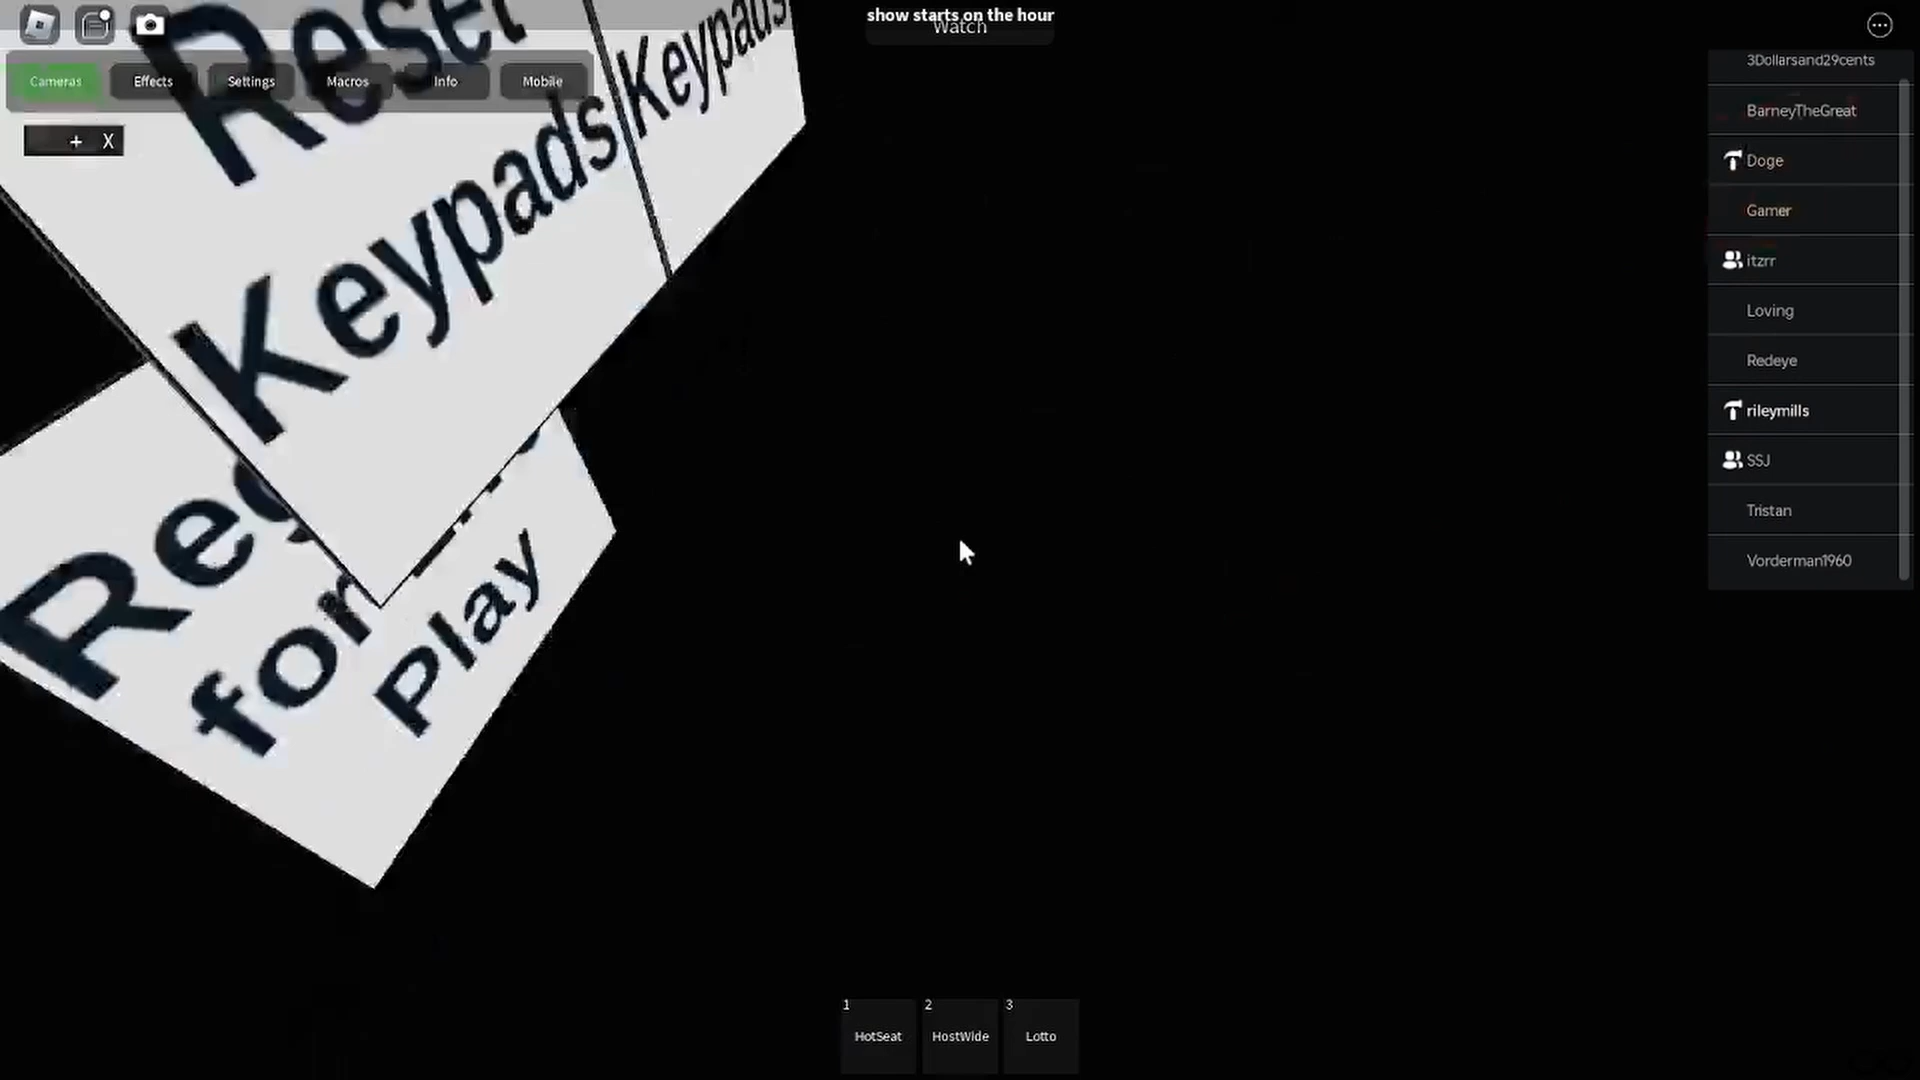 show starts on the hour
Watch
Cameras
Effects
Settings
Macros
Info
Mobile
+ X
Reset
Keypads
Keypads
for
Play
3Dollarsand29cents
BarneyTheGreat
Doge
Gamer
itzrr
Loving
Redeye
rileymills
SSJ
Tristan
Vorderman1960
1
HotSeat
2
HostWide
3
Lotto